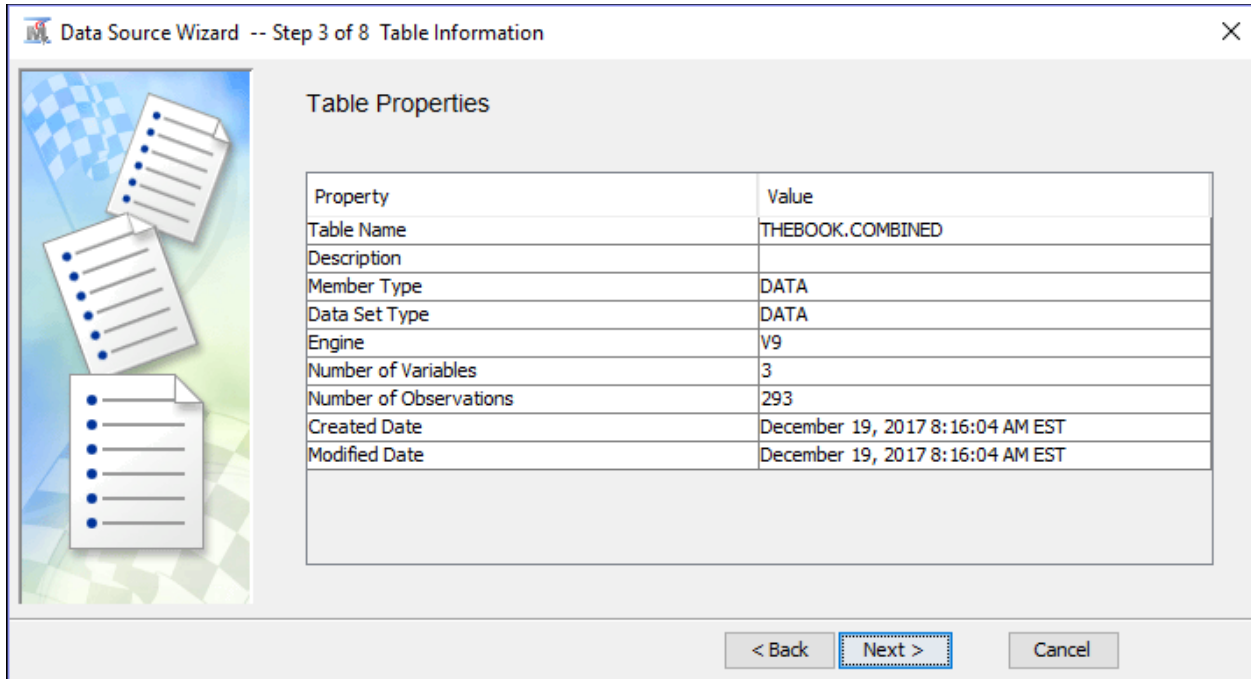 Data Source Wizard -- Step 3 of 8 Table Information
Table Properties
Property Value
Table Name THEBOOK.COMBINED
Description
Member Type DATA
Data Set Type DATA
Engine V9
Number of Variables 3
Number of Observations 293
Created Date December 19, 2017 8:16:04 AM EST
Modified Date December 19, 2017 8:16:04 AM EST
< Back Next > Cancel